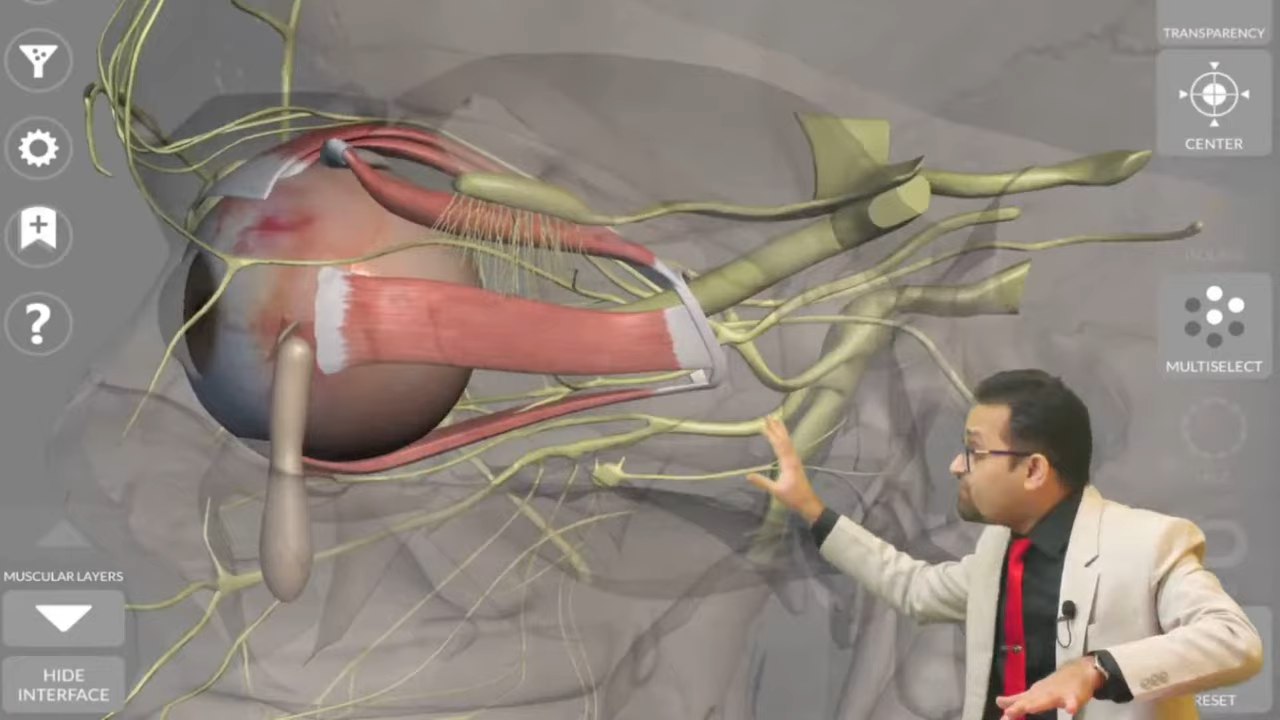 TRANSPARENCY
CENTER
MULTISELECT
MUSCULAR LAYERS
HIDE
INTERFACE
RESET